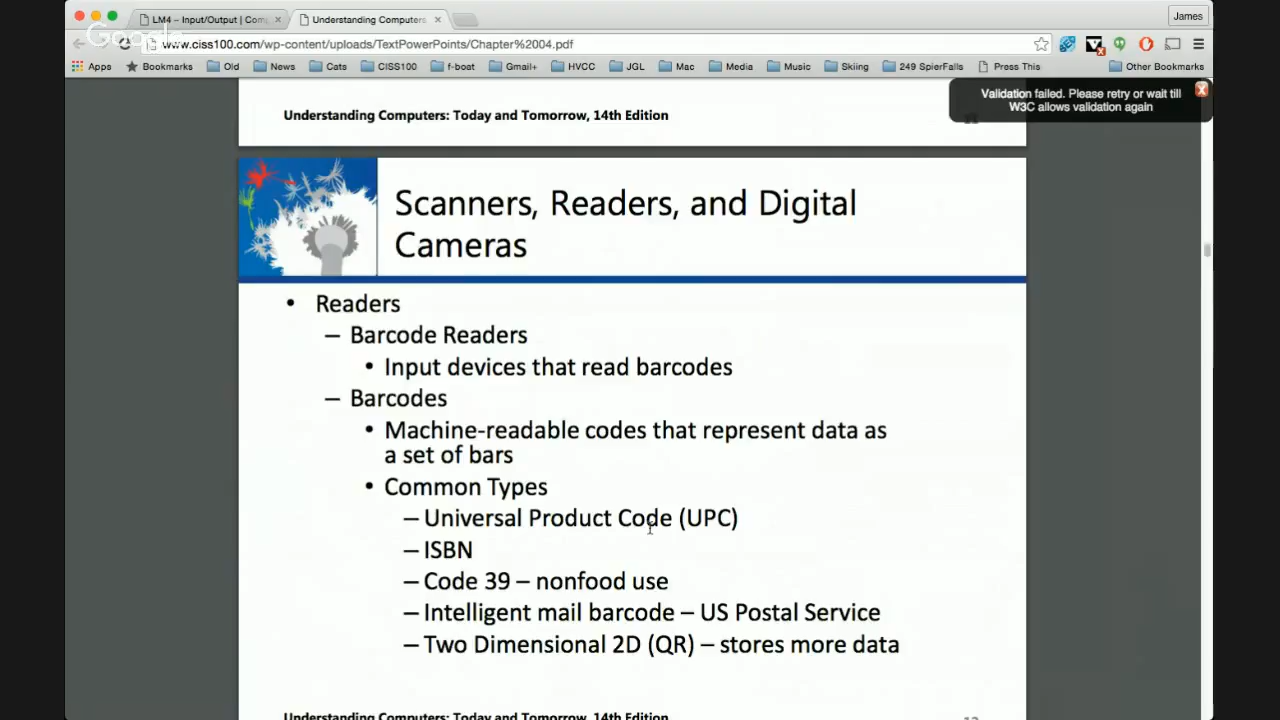 LM4 – Input/Output | Com
Understanding Computers
James
Google
www.ciss100.com/wp-content/uploads/TextPowerPoints/Chapter%2004.pdf
Apps
Bookmarks
Old
News
Cats
CISS100
f-boat
Gmail+
HVCC
JGL
Mac
Media
Music
Skiing
249 SpierFalls
Press This
Other Bookmarks
Validation failed. Please retry or wait till
W3C allows validation again
Understanding Computers: Today and Tomorrow, 14th Edition
Scanners, Readers, and Digital
Cameras
• Readers
– Barcode Readers
• Input devices that read barcodes
– Barcodes
• Machine-readable codes that represent data as
a set of bars
• Common Types
– Universal Product Code (UPC)
– ISBN
– Code 39 – nonfood use
– Intelligent mail barcode – US Postal Service
– Two Dimensional 2D (QR) – stores more data
Understanding Computers: Today and Tomorrow, 14th Edition